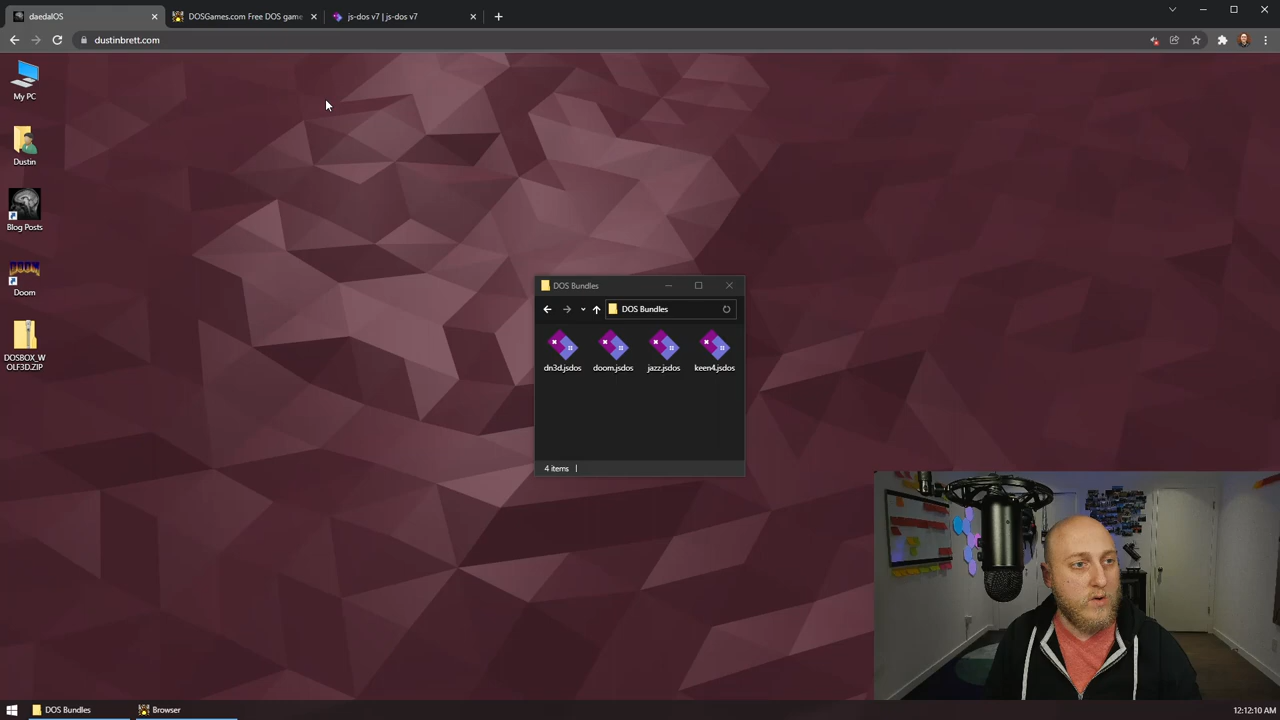 daedalOS
DOSGames.com Free DOS game
js-dos v7 | js-dos v7
dustinbrett.com
My PC
Dustin
Blog Posts
DOOM
Doom
DOSBOX_W
OLF3D.ZIP
DOS Bundles
DOS Bundles
dn3d.jsdos
doom.jsdos
jazz.jsdos
keen4.jsdos
4 items
DOS Bundles
Browser
12:12:10 AM